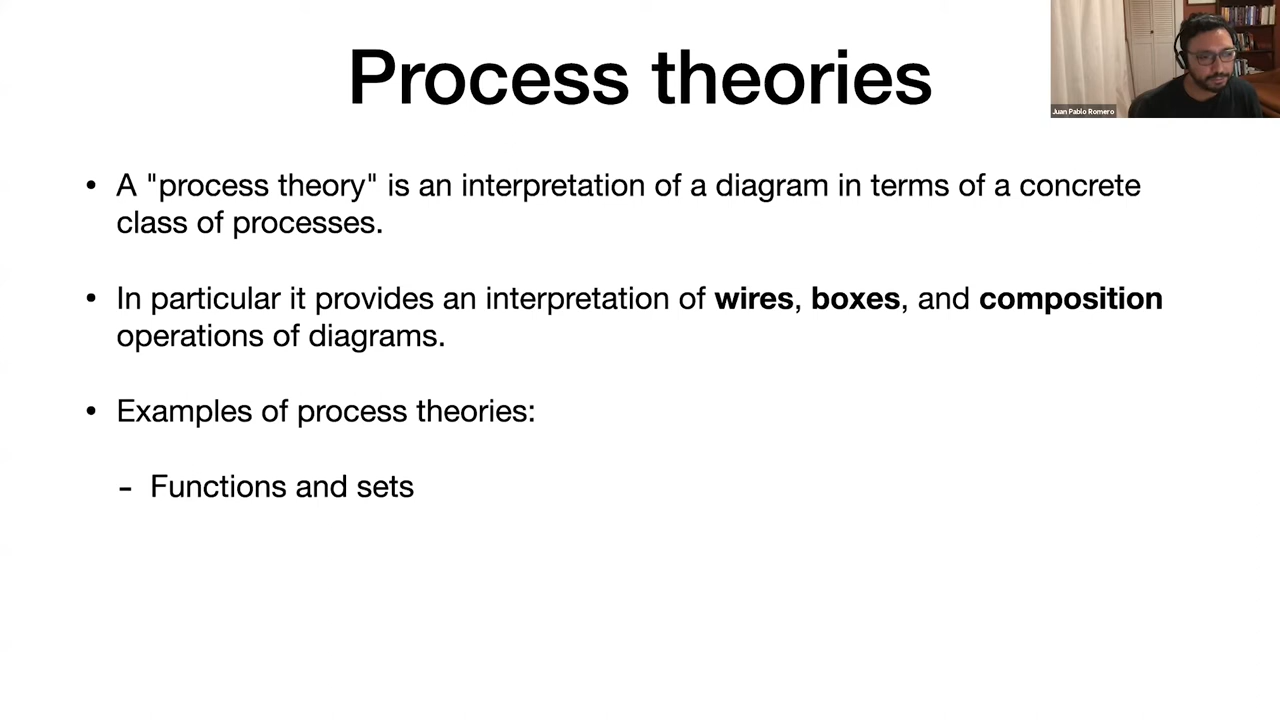 Process theories
Juan Pablo Romero
• A "process theory" is an interpretation of a diagram in terms of a concrete
class of processes.
• In particular it provides an interpretation of wires, boxes, and composition
operations of diagrams.
• Examples of process theories:
- Functions and sets